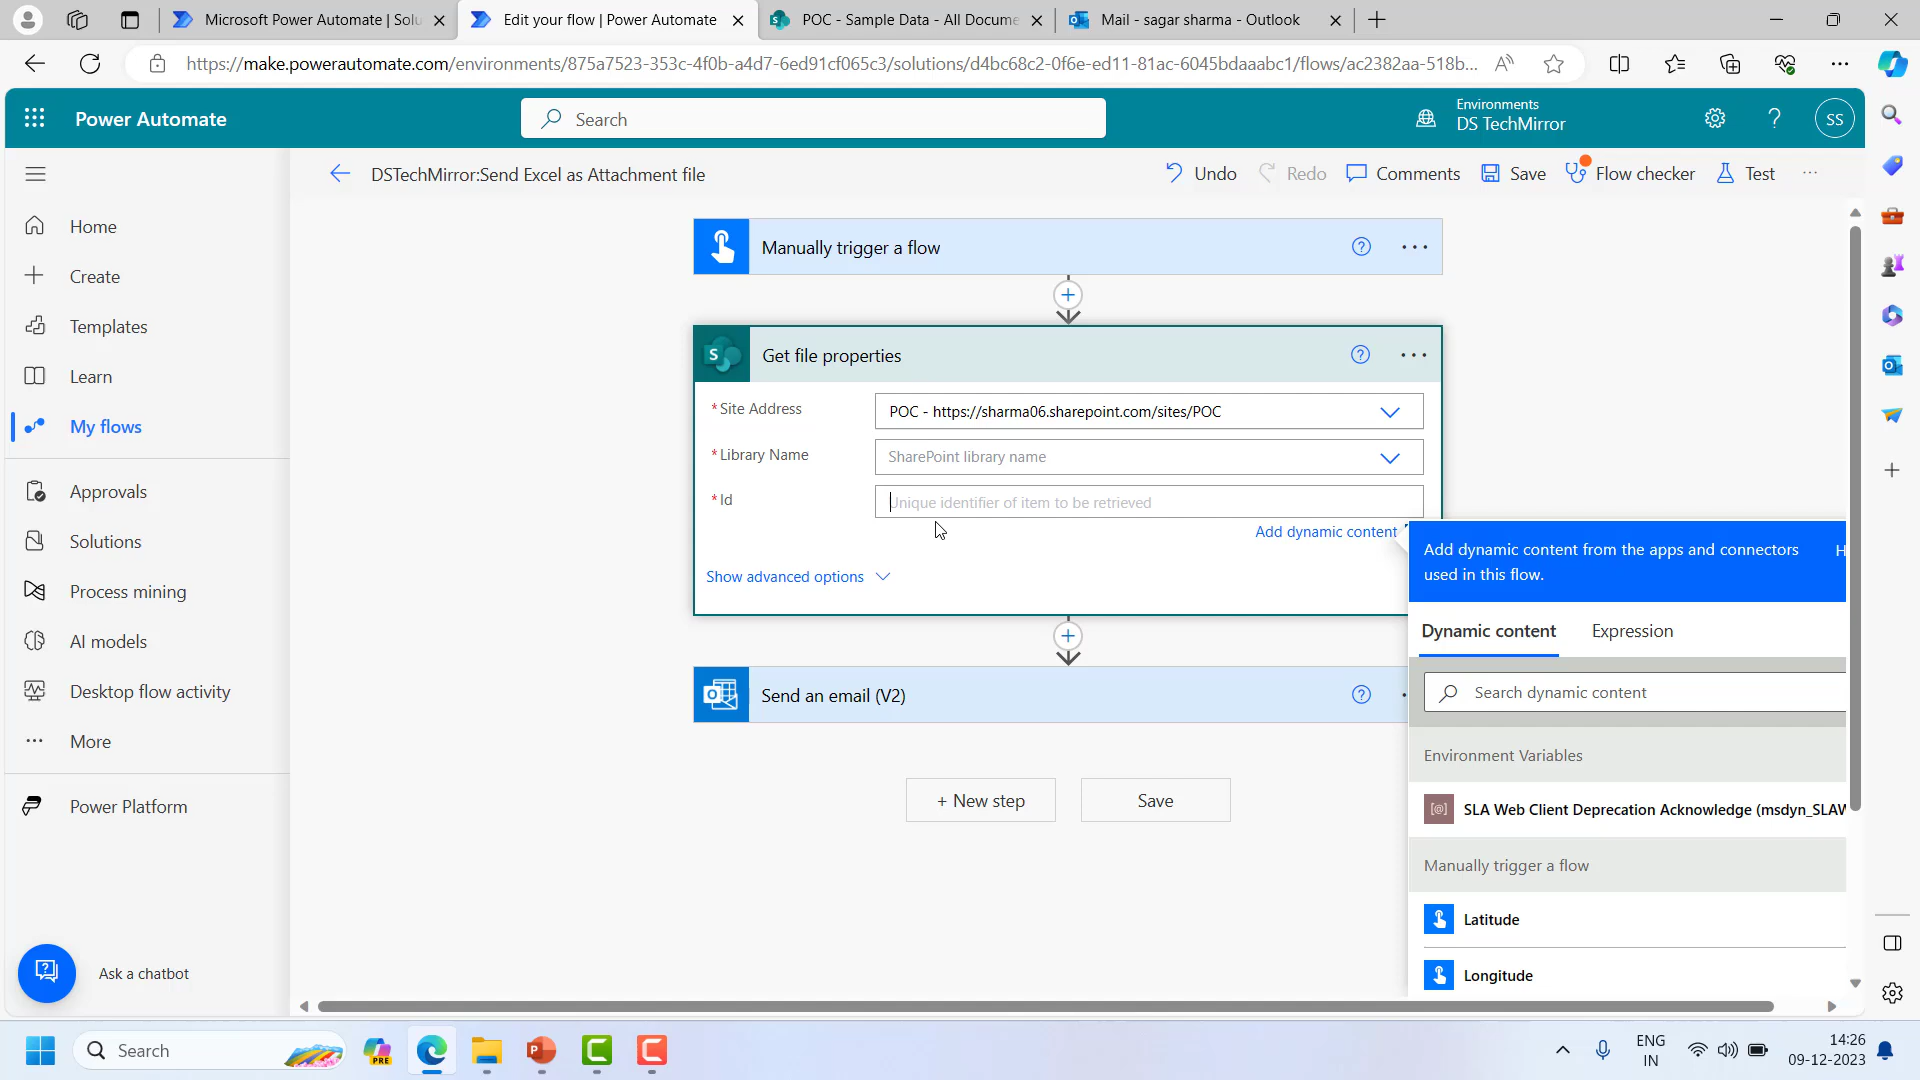 Microsoft Power Automate | Solu
Edit your flow | Power Automate
POC - Sample Data - All Docume
Mail - sagar sharma - Outlook
https://make.powerautomate.com/environments/875a7523-353c-4f0b-a4d7-6ed91cf065c3/solutions/d4bc68c2-0f6e-ed11-81ac-6045bdaaabc1/flows/ac2382aa-518b...
Power Automate
Search
Environments
DS TechMirror
SS
DSTechMirror:Send Excel as Attachment file
Undo
Redo
Comments
Save
Flow checker
Test
Home
Create
Templates
Learn
My flows
Approvals
Solutions
Process mining
AI models
Desktop flow activity
More
Power Platform
Ask a chatbot
Manually trigger a flow
Get file properties
*Site Address
POC - https://sharma06.sharepoint.com/sites/POC
*Library Name
SharePoint library name
*Id
Unique identifier of item to be retrieved
Add dynamic content
Show advanced options
Send an email (V2)
+ New step
Save
Add dynamic content from the apps and connectors
used in this flow.
H
Dynamic content
Expression
Search dynamic content
Environment Variables
SLA Web Client Deprecation Acknowledge (msdyn_SLAW
Manually trigger a flow
Latitude
Longitude
Search
PRE
ENG
IN
14:26
09-12-2023